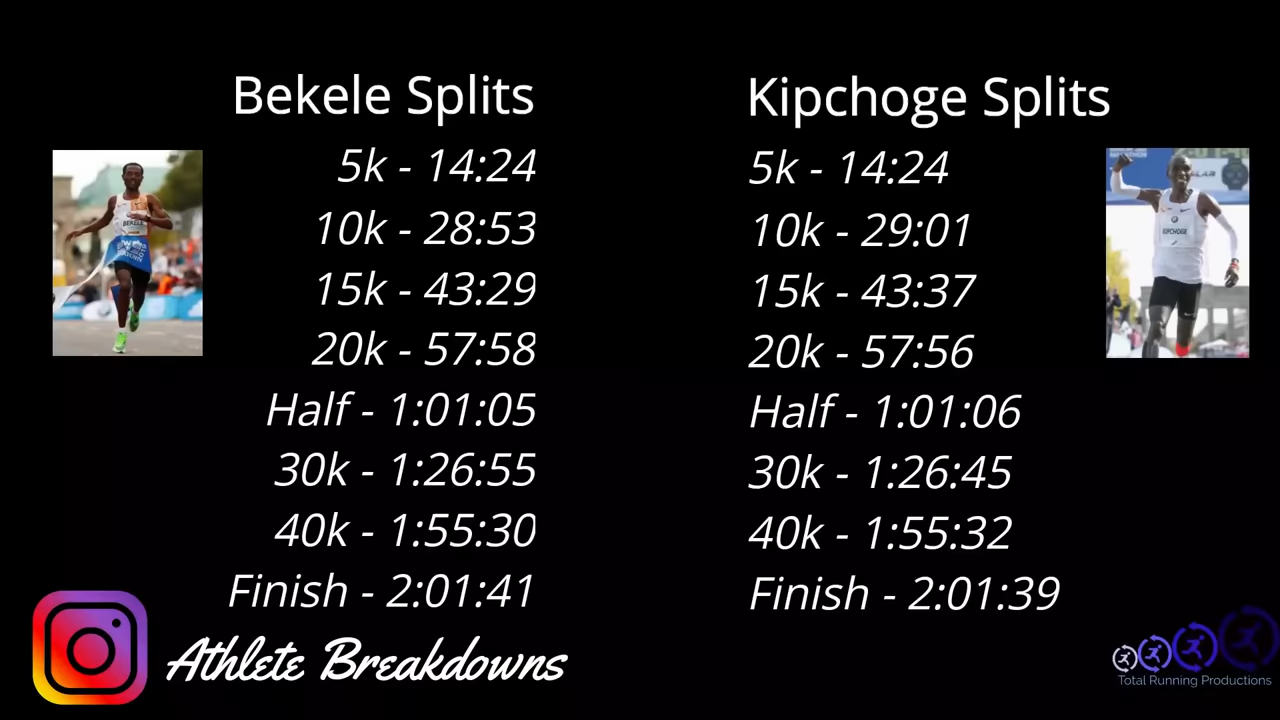 Bekele Splits
5k - 14:24
10k - 28:53
15k - 43:29
20k - 57:58
Half - 1:01:05
30k - 1:26:55
40k - 1:55:30
Finish - 2:01:41
Kipchoge Splits
5k - 14:24
10k - 29:01
15k - 43:37
20k - 57:56
Half - 1:01:06
30k - 1:26:45
40k - 1:55:32
Finish - 2:01:39
BEKELE
KIPCHOGE
Athlete Breakdowns
Total Running Productions